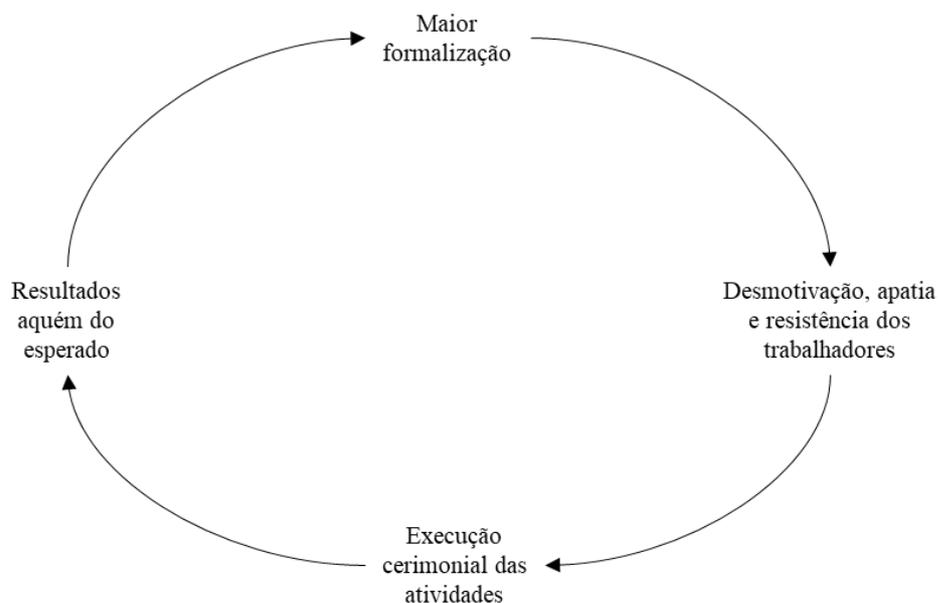 Maior
formalização
Desmotivação, apatia
e resistência dos
trabalhadores
Execução
cerimonial das
atividades
Resultados
aquém do
esperado